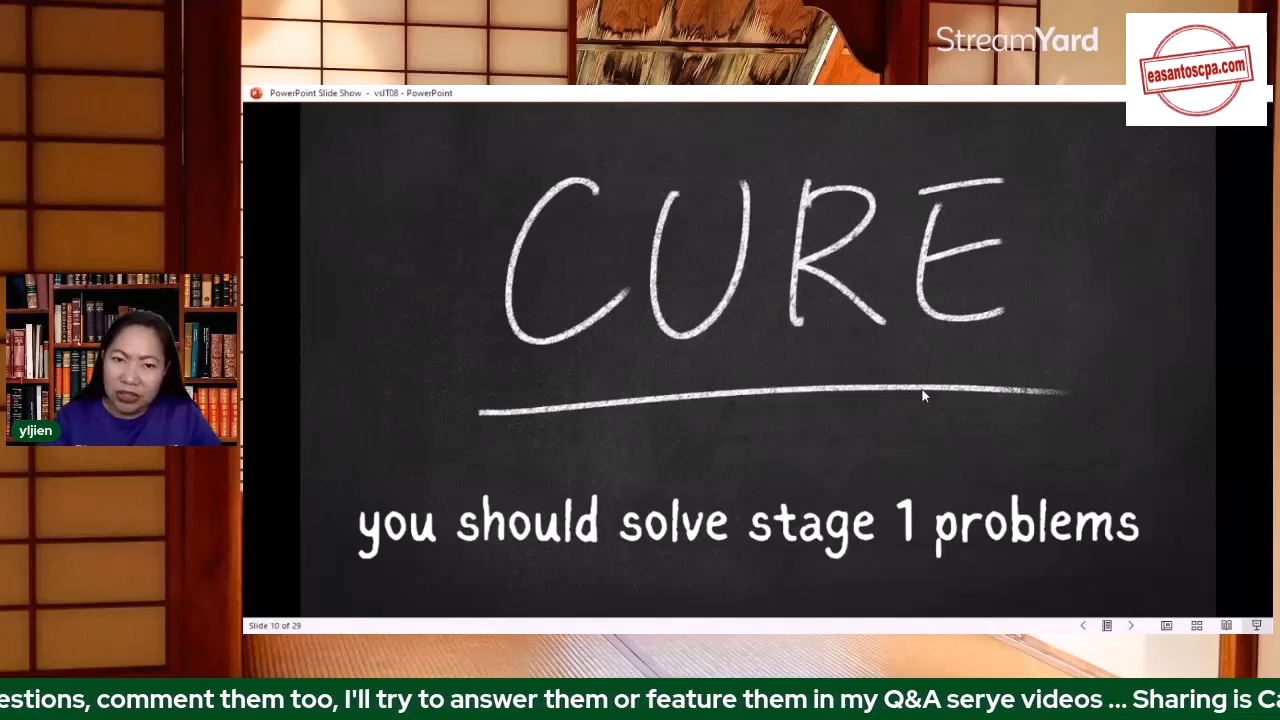 StreamYard
easantoscpa.com
PowerPoint Slide Show - vsIT08 - PowerPoint
CURE
you should solve stage 1 problems
yljien
Slide 10 of 29
estions, comment them too, I'll try to answer them or feature them in my Q&A serye videos ... Sharing is Ca